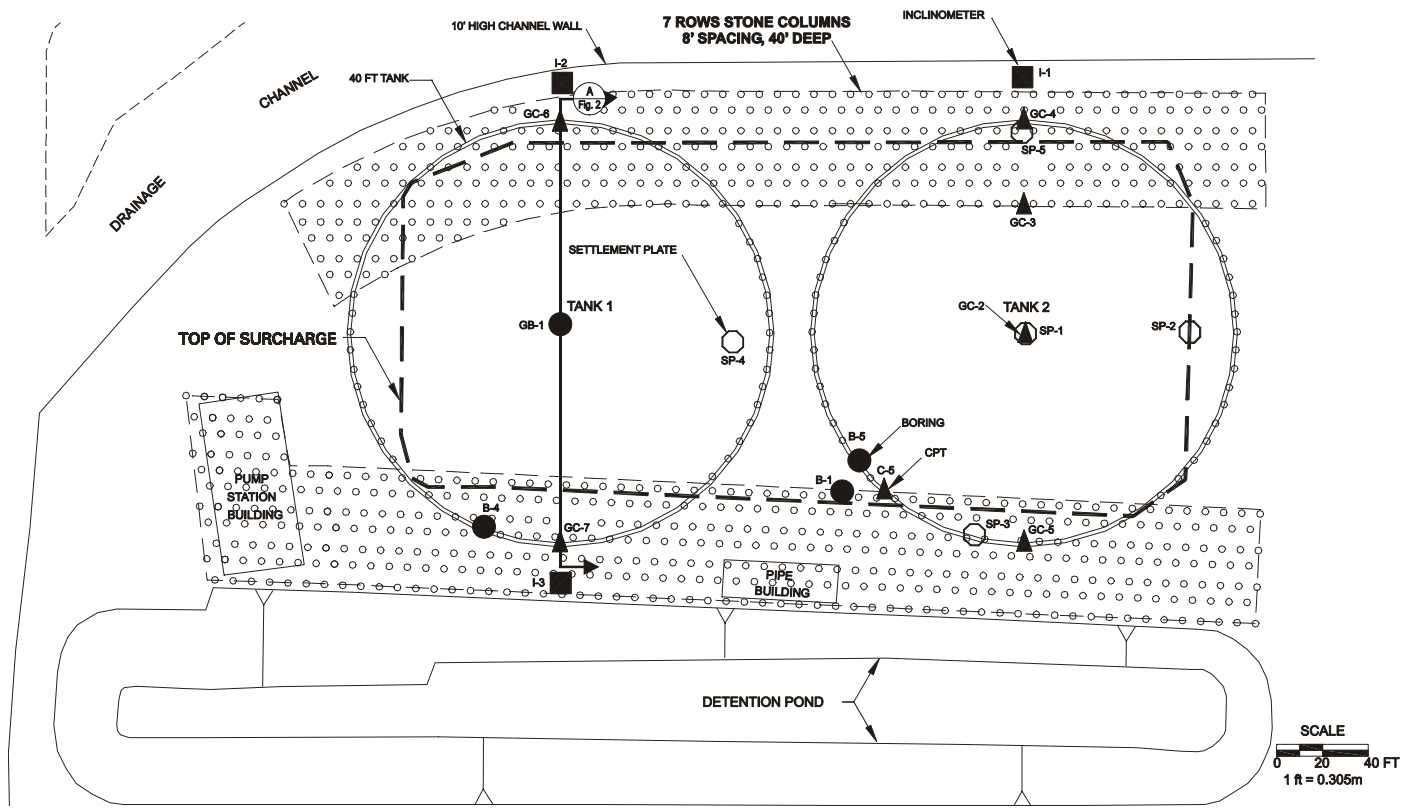 7 ROWS STONE COLUMNS
8' SPACING, 40' DEEP
INCLINOMETER
10' HIGH CHANNEL WALL
I-2
I-1
CHANNEL
40 FT TANK
A
Fig. 2
GC-6
GC-4
SP-5
DRAINAGE
GC-3
SETTLEMENT PLATE
TANK 1
GB-1
GC-2
TANK 2
SP-1
SP-2
TOP OF SURCHARGE
SP-4
BORING
B-5
CPT
C-5
B-1
PUMP
STATION
BUILDING
B-4
GC-7
SP-3
GC-5
I-3
PIPE
BUILDING
DETENTION POND
SCALE
0 20 40 FT
1 ft = 0.305m